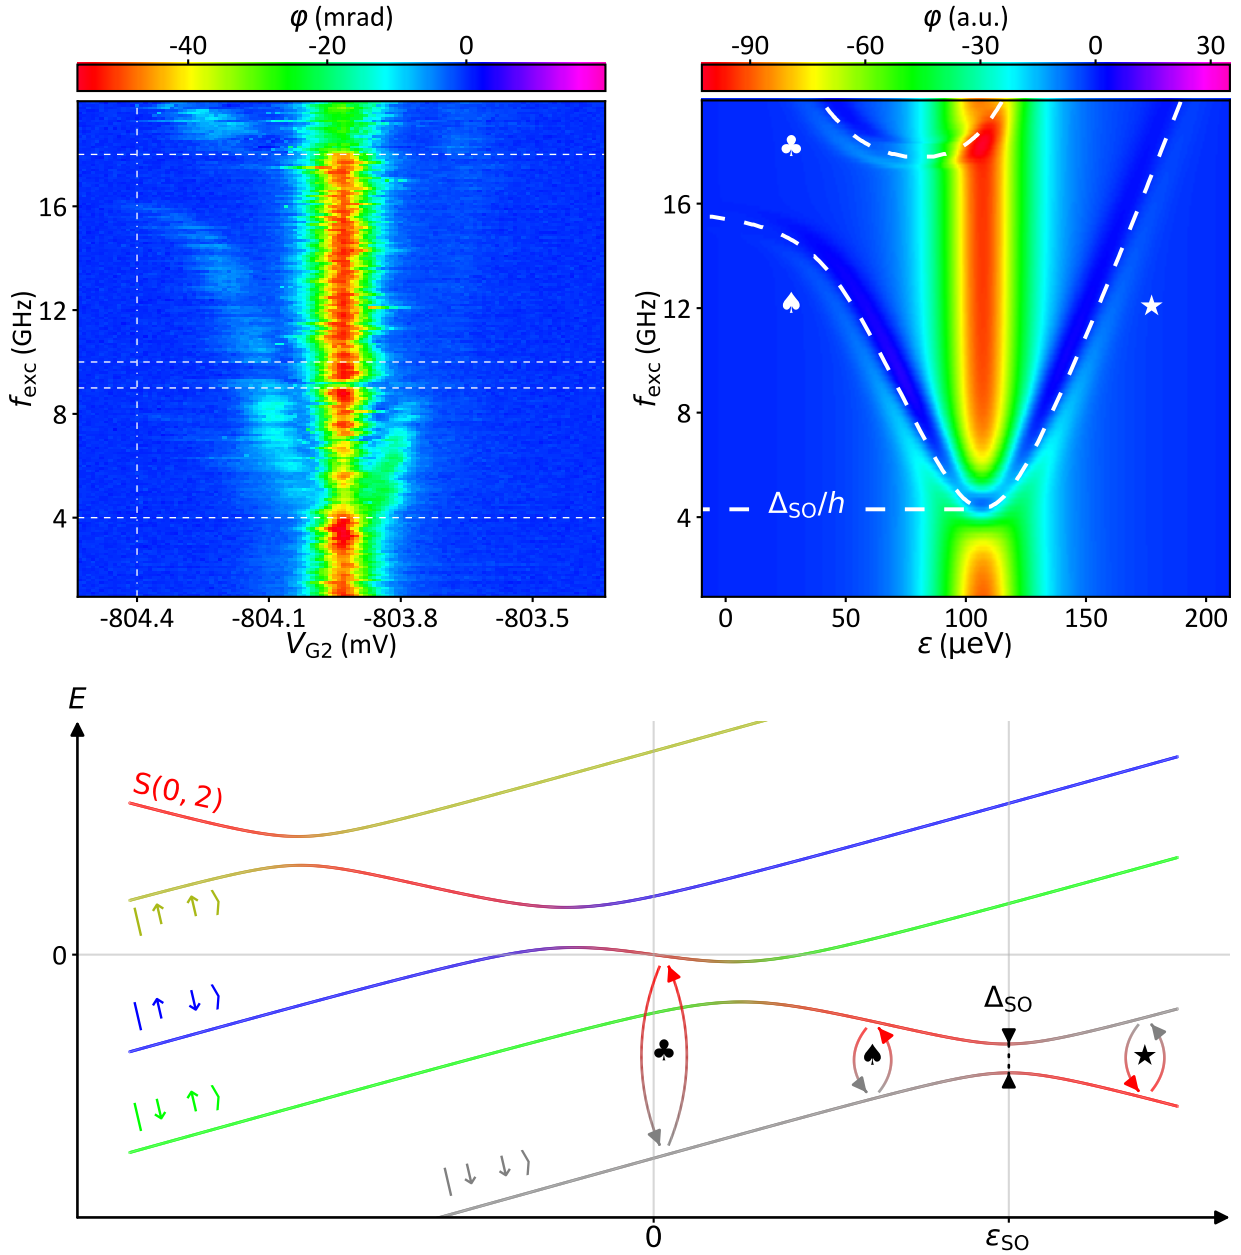 φ (mrad)
-40 -20 0
φ (a.u.)
-90 -60 -30 0 30
f_exc (GHz)
16
12
8
4
-804.4 -804.1 -803.8 -803.5
V_G2 (mV)
f_exc (GHz)
16
12
8
4
♣
♠
★
Δ_SO/h
0 50 100 150 200
ε (µeV)
E
S(0, 2)
|↑ ↑⟩
0
|↑ ↓⟩
Δ_SO
♣
♠
★
|↓ ↑⟩
|↓ ↓⟩
0
ε_SO